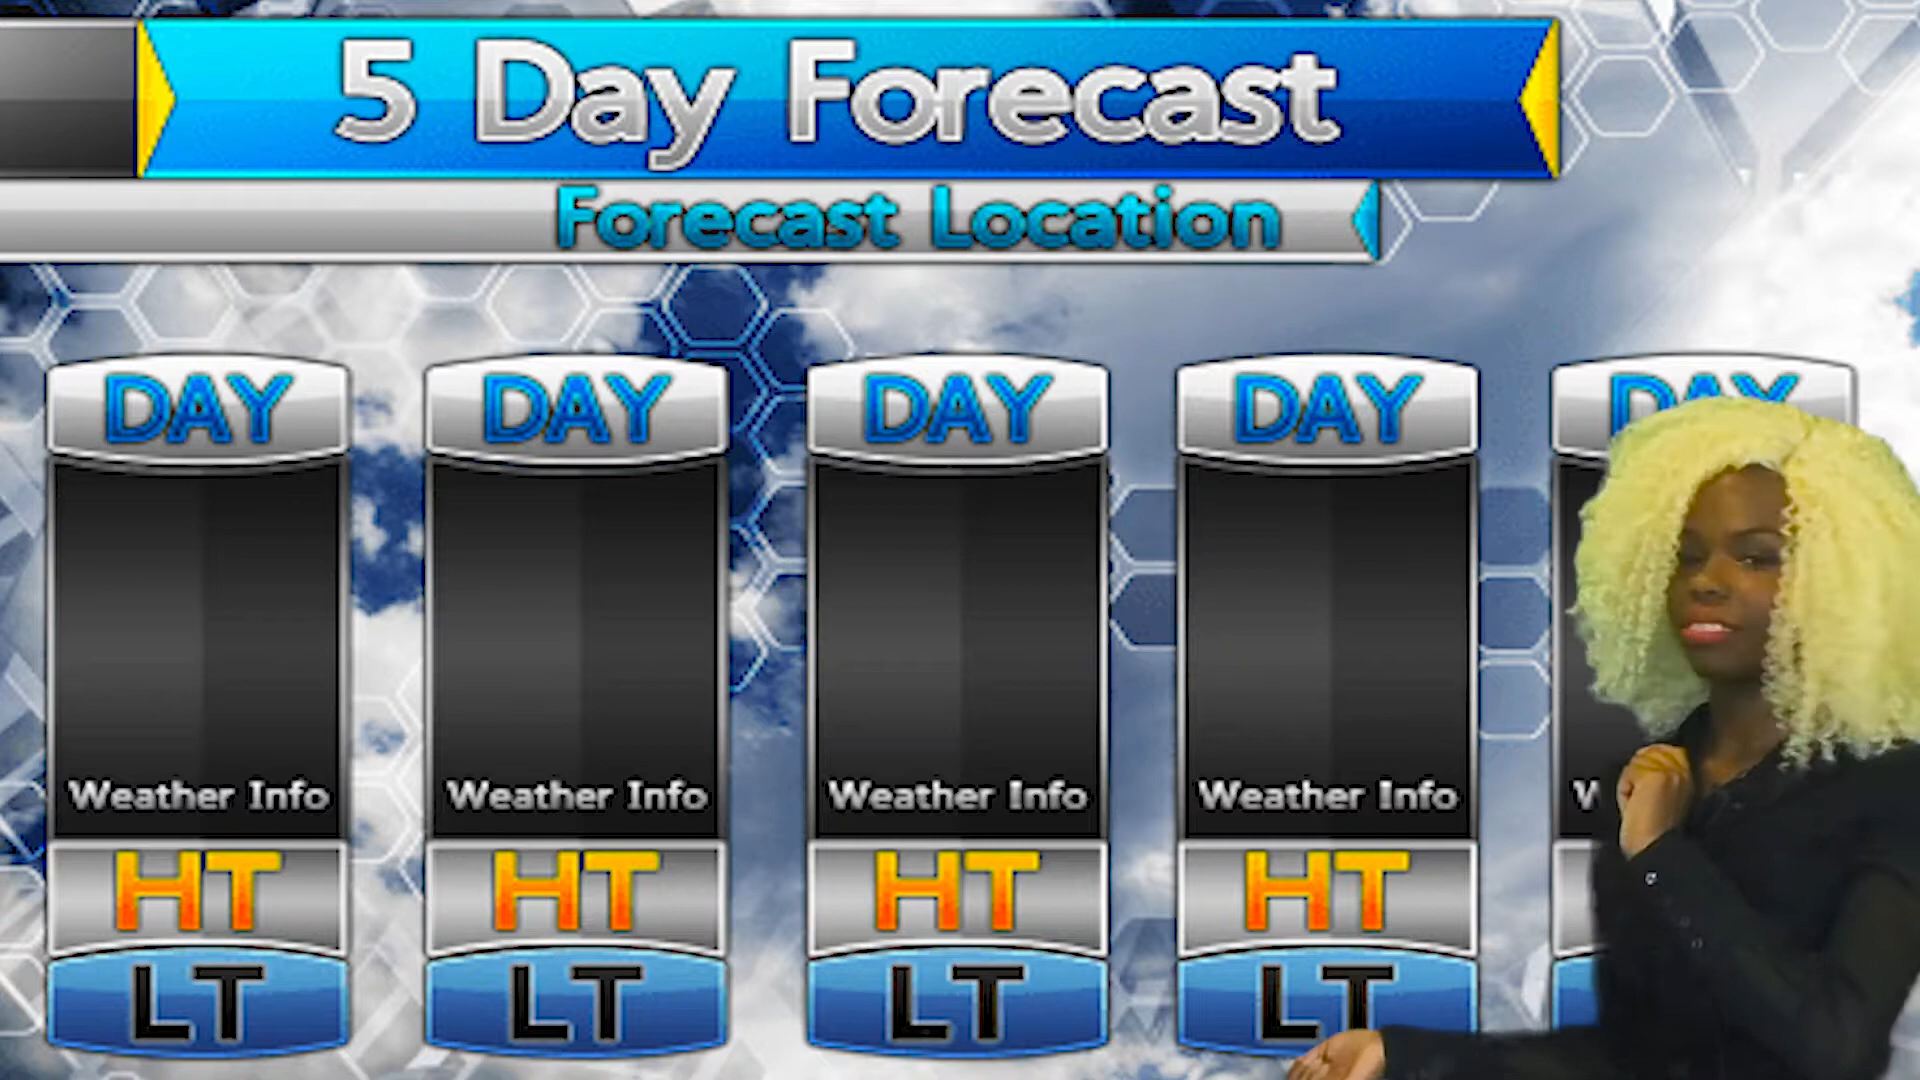 5 Day Forecast
Forecast Location
DAY DAY DAY DAY DAY
Weather Info Weather Info Weather Info Weather Info
HT HT HT HT
LT LT LT LT